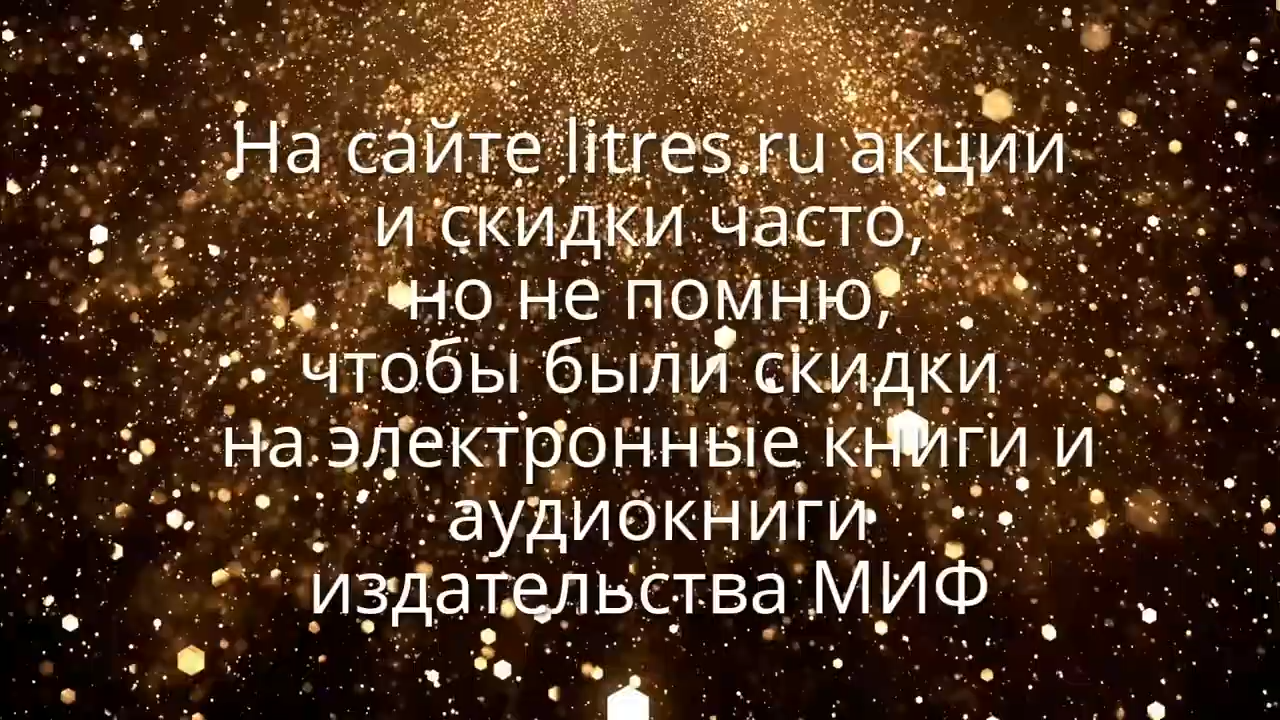 На сайте litres.ru акции
и скидки часто,
но не помню,
чтобы были скидки
на электронные книги и
аудиокниги
издательства МИФ